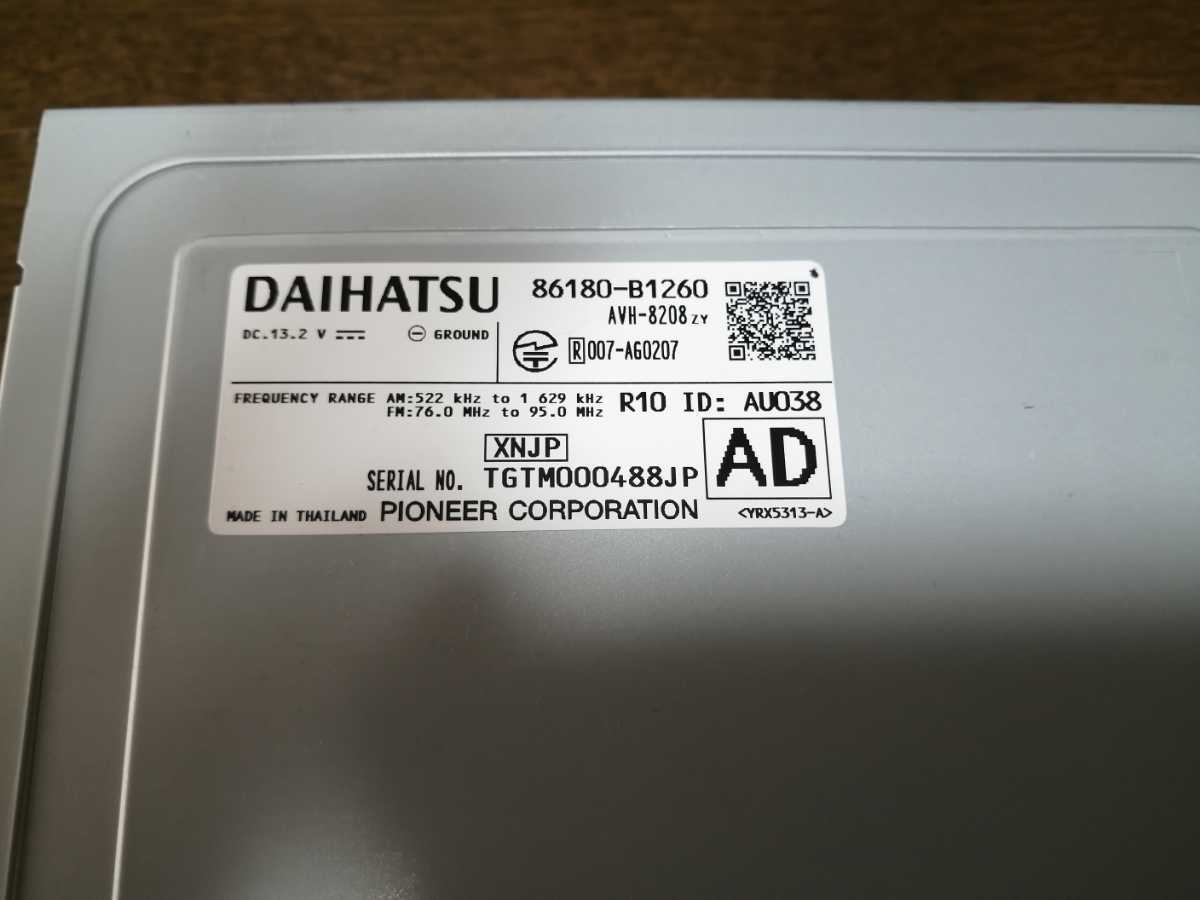 DAIHATSU 86180-B1260
AVH-8208 ZY
DC.13.2 V ⊖ GROUND
R 007-AG0207
FREQUENCY RANGE AM:522 kHz to 1 629 kHz
FM:76.0 MHz to 95.0 MHz
R10 ID: AU038
XNJP
AD
SERIAL NO. TGTM000488JP
MADE IN THAILAND PIONEER CORPORATION <YRX5313-A>